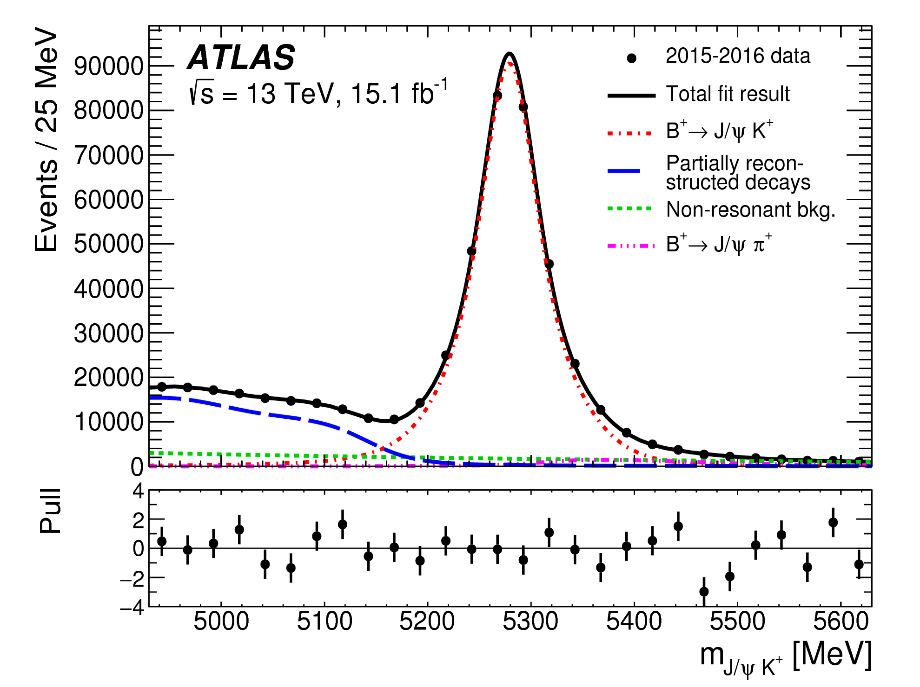 ATLAS
√s = 13 TeV, 15.1 fb⁻¹
2015-2016 data
Total fit result
B⁺→ J/ψ K⁺
Partially recon-
structed decays
Non-resonant bkg.
B⁺→ J/ψ π⁺
Events / 25 MeV
90000
80000
70000
60000
50000
40000
30000
20000
10000
0
Pull
4
2
0
−2
−4
5000 5100 5200 5300 5400 5500 5600
m J/ψ K⁺ [MeV]